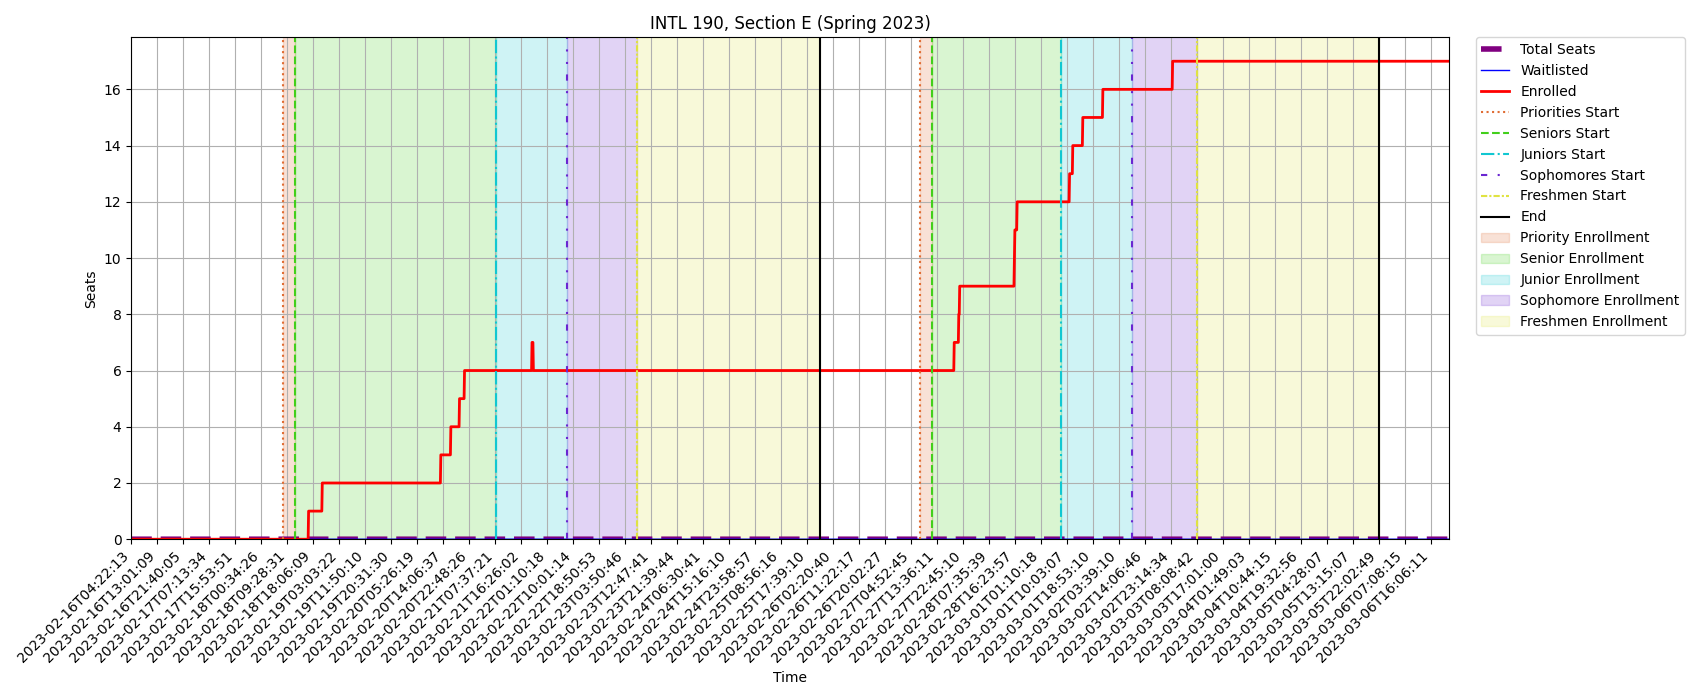 INTL 190, Section E (Spring 2023)
Seats
16
14
12
10
8
6
4
2
0
2023-02-16T04:22:13
2023-02-16T13:01:09
2023-02-16T21:40:05
2023-02-17T07:13:34
2023-02-17T15:53:51
2023-02-18T00:34:26
2023-02-18T09:28:31
2023-02-18T18:06:09
2023-02-19T03:03:22
2023-02-19T11:50:10
2023-02-19T20:31:30
2023-02-20T05:26:19
2023-02-20T14:06:37
2023-02-20T22:48:26
2023-02-21T07:37:21
2023-02-21T16:26:02
2023-02-22T01:10:18
2023-02-22T10:01:14
2023-02-22T18:50:53
2023-02-23T03:50:46
2023-02-23T12:47:41
2023-02-23T21:39:44
2023-02-24T06:30:41
2023-02-24T15:16:10
2023-02-24T23:58:57
2023-02-25T08:56:16
2023-02-25T17:39:10
2023-02-26T02:20:40
2023-02-26T11:22:17
2023-02-26T20:02:27
2023-02-27T04:52:45
2023-02-27T13:36:11
2023-02-27T22:45:10
2023-02-28T07:35:39
2023-02-28T16:23:57
2023-03-01T01:10:18
2023-03-01T10:03:07
2023-03-01T18:53:10
2023-03-02T03:39:16
2023-03-02T14:06:46
2023-03-02T23:14:34
2023-03-03T08:08:42
2023-03-03T17:01:00
2023-03-04T01:49:03
2023-03-04T10:44:15
2023-03-04T19:32:56
2023-03-05T04:28:07
2023-03-05T13:15:07
2023-03-05T22:02:49
2023-03-06T07:08:15
2023-03-06T16:06:11
Time
Total Seats
Waitlisted
Enrolled
Priorities Start
Seniors Start
Juniors Start
Sophomores Start
Freshmen Start
End
Priority Enrollment
Senior Enrollment
Junior Enrollment
Sophomore Enrollment
Freshmen Enrollment